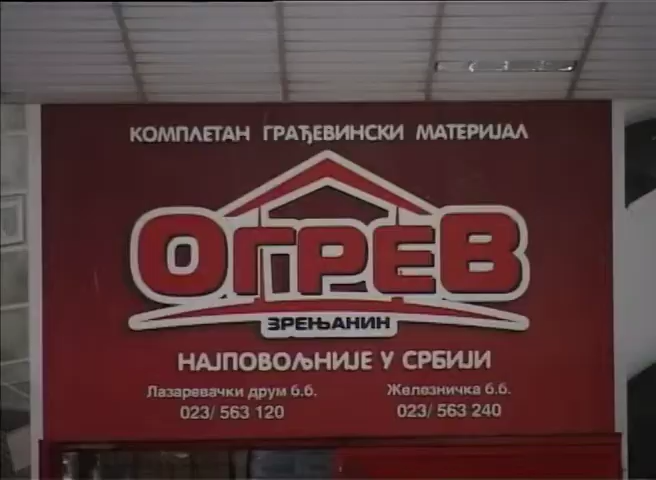 КОМПЛЕТАН ГРАЂЕВИНСКИ МАТЕРИЈАЛ
ОГРЕВ
ЗРЕЊАНИН
НАЈПОВОЉНИЈЕ У СРБИЈИ
Лазаревачки друм б.б. Железничка б.б.
023/ 563 120 023/ 563 240